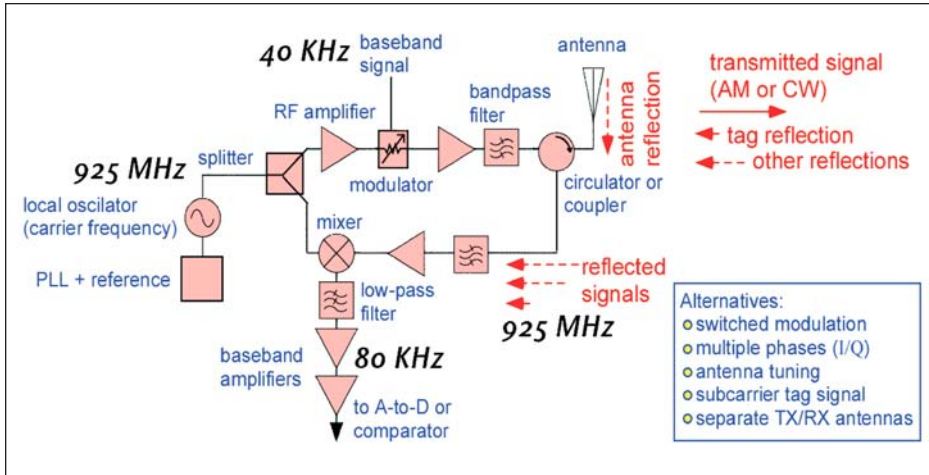 40 KHz
baseband
signal
antenna
RF amplifier
bandpass
filter
antenna
reflection
transmitted signal
(AM or CW)
tag reflection
other reflections
925 MHz
splitter
modulator
circulator or
coupler
local oscilator
(carrier frequency)
mixer
PLL + reference
low-pass
filter
reflected
signals
925 MHz
baseband
amplifiers
80 KHz
to A-to-D or
comparator
Alternatives:
switched modulation
multiple phases (I/Q)
antenna tuning
subcarrier tag signal
separate TX/RX antennas